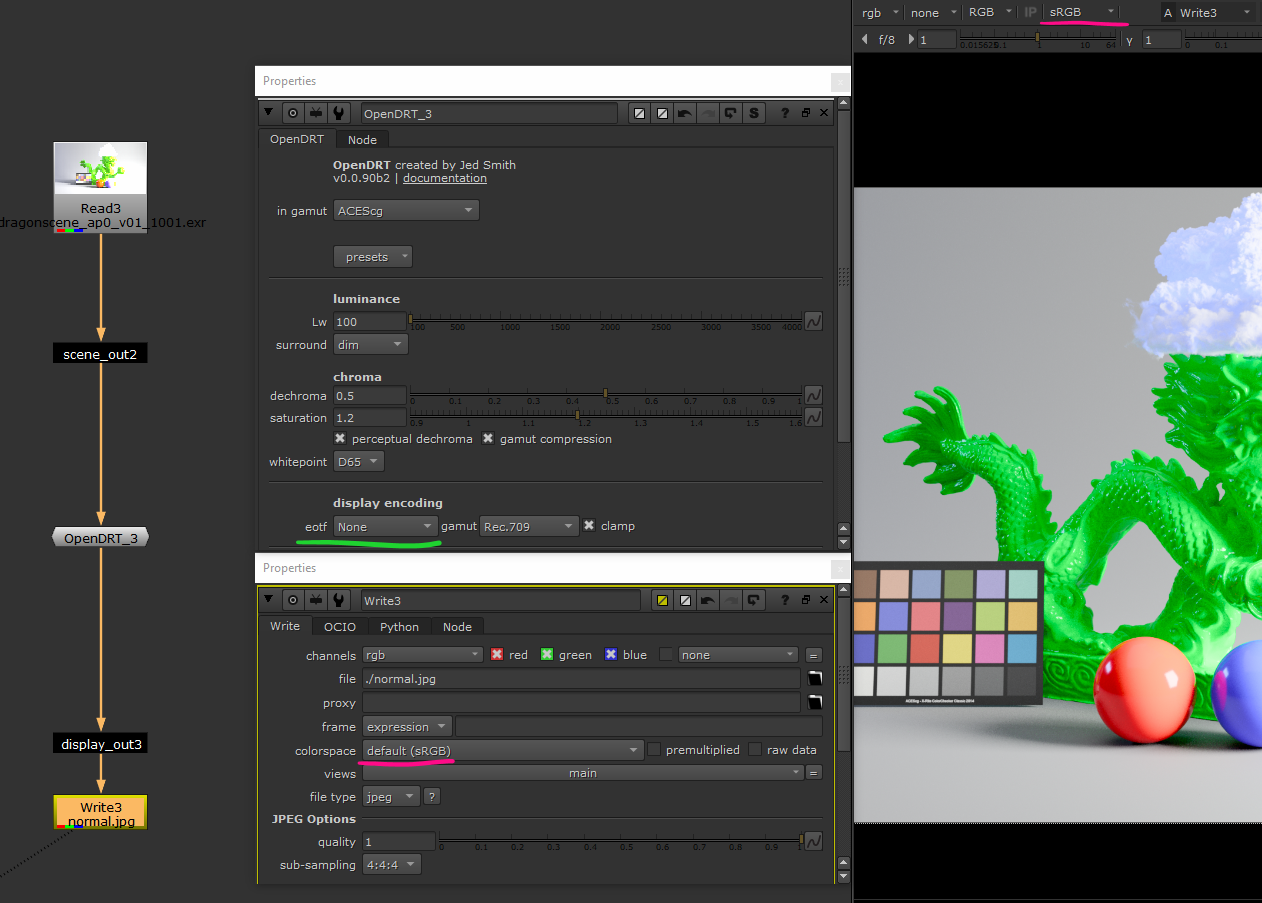 rgb none RGB IP sRGB A Write3
f/8 1 0.015625 0.1 1 10 64 γ 1 0 0.1
Properties
OpenDRT_3 S ?
OpenDRT Node
OpenDRT created by Jed Smith
v0.0.90b2 | documentation
in gamut ACEScg
presets
luminance
Lw 100 100 500 1000 1500 2000 2500 3000 3500 4000
surround dim
chroma
dechroma 0.5 0 0.1 0.2 0.3 0.4 0.5 0.6 0.7 0.8 0.9 1
saturation 1.2 0.9 1 1.1 1.2 1.3 1.4 1.5 1.6
perceptual dechroma gamut compression
whitepoint D65
display encoding
eotf None gamut Rec.709 clamp
Properties
Write3 ?
Write OCIO Python Node
channels rgb red green blue none =
file ./normal.jpg
proxy
frame expression
colorspace default (sRGB) premultiplied raw data
views main =
file type jpeg ?
JPEG Options
quality 1 0 0.1 0.2 0.3 0.4 0.5 0.6 0.7 0.8 0.9 1
sub-sampling 4:4:4
Read3
dragonscene_ap0_v01_1001.exr
scene_out2
OpenDRT_3
display_out3
Write3
normal.jpg